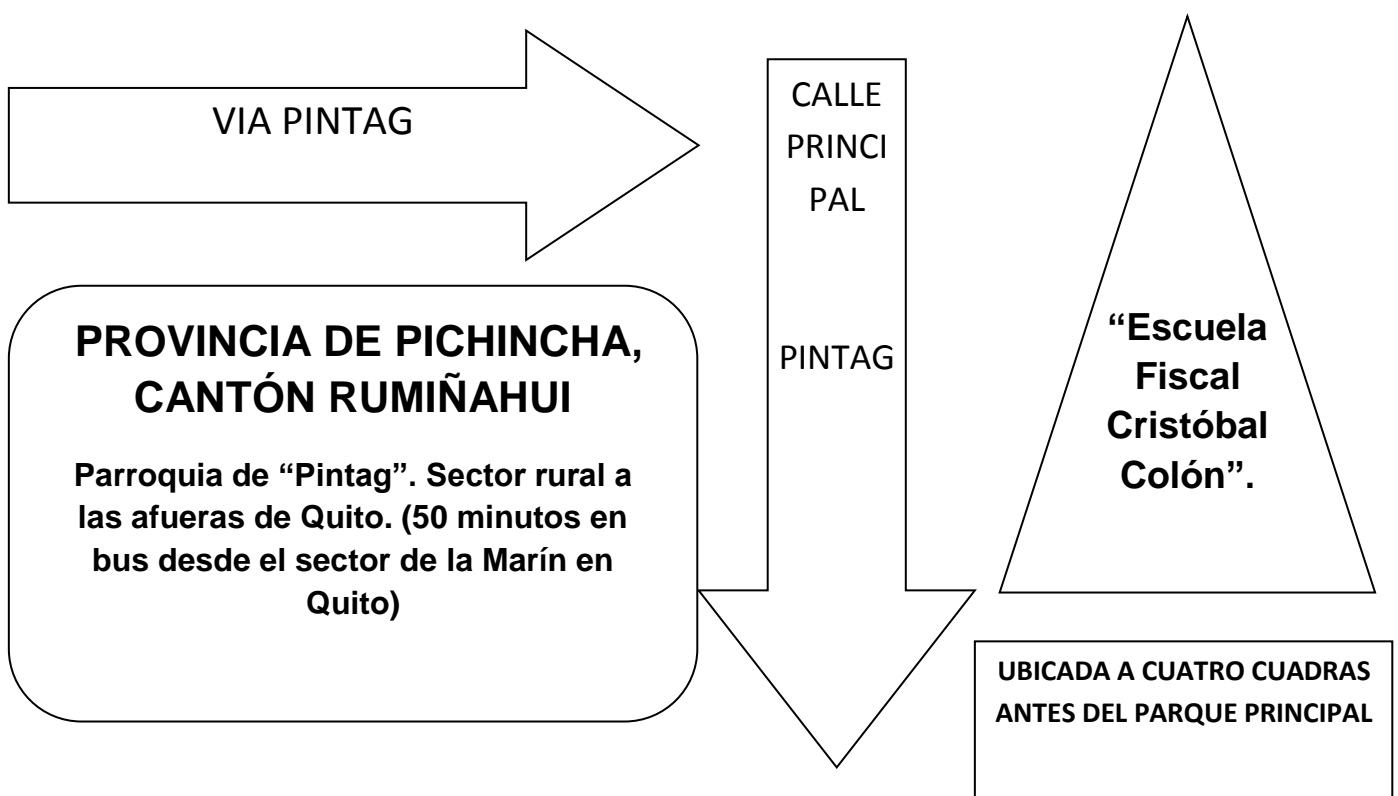 VIA PINTAG
CALLE
PRINCI
PAL
PINTAG
PROVINCIA DE PICHINCHA,
CANTÓN RUMIÑAHUI
Parroquia de “Pintag”. Sector rural a
las afueras de Quito. (50 minutos en
bus desde el sector de la Marín en
Quito)
“Escuela
Fiscal
Cristóbal
Colón”.
UBICADA A CUATRO CUADRAS
ANTES DEL PARQUE PRINCIPAL